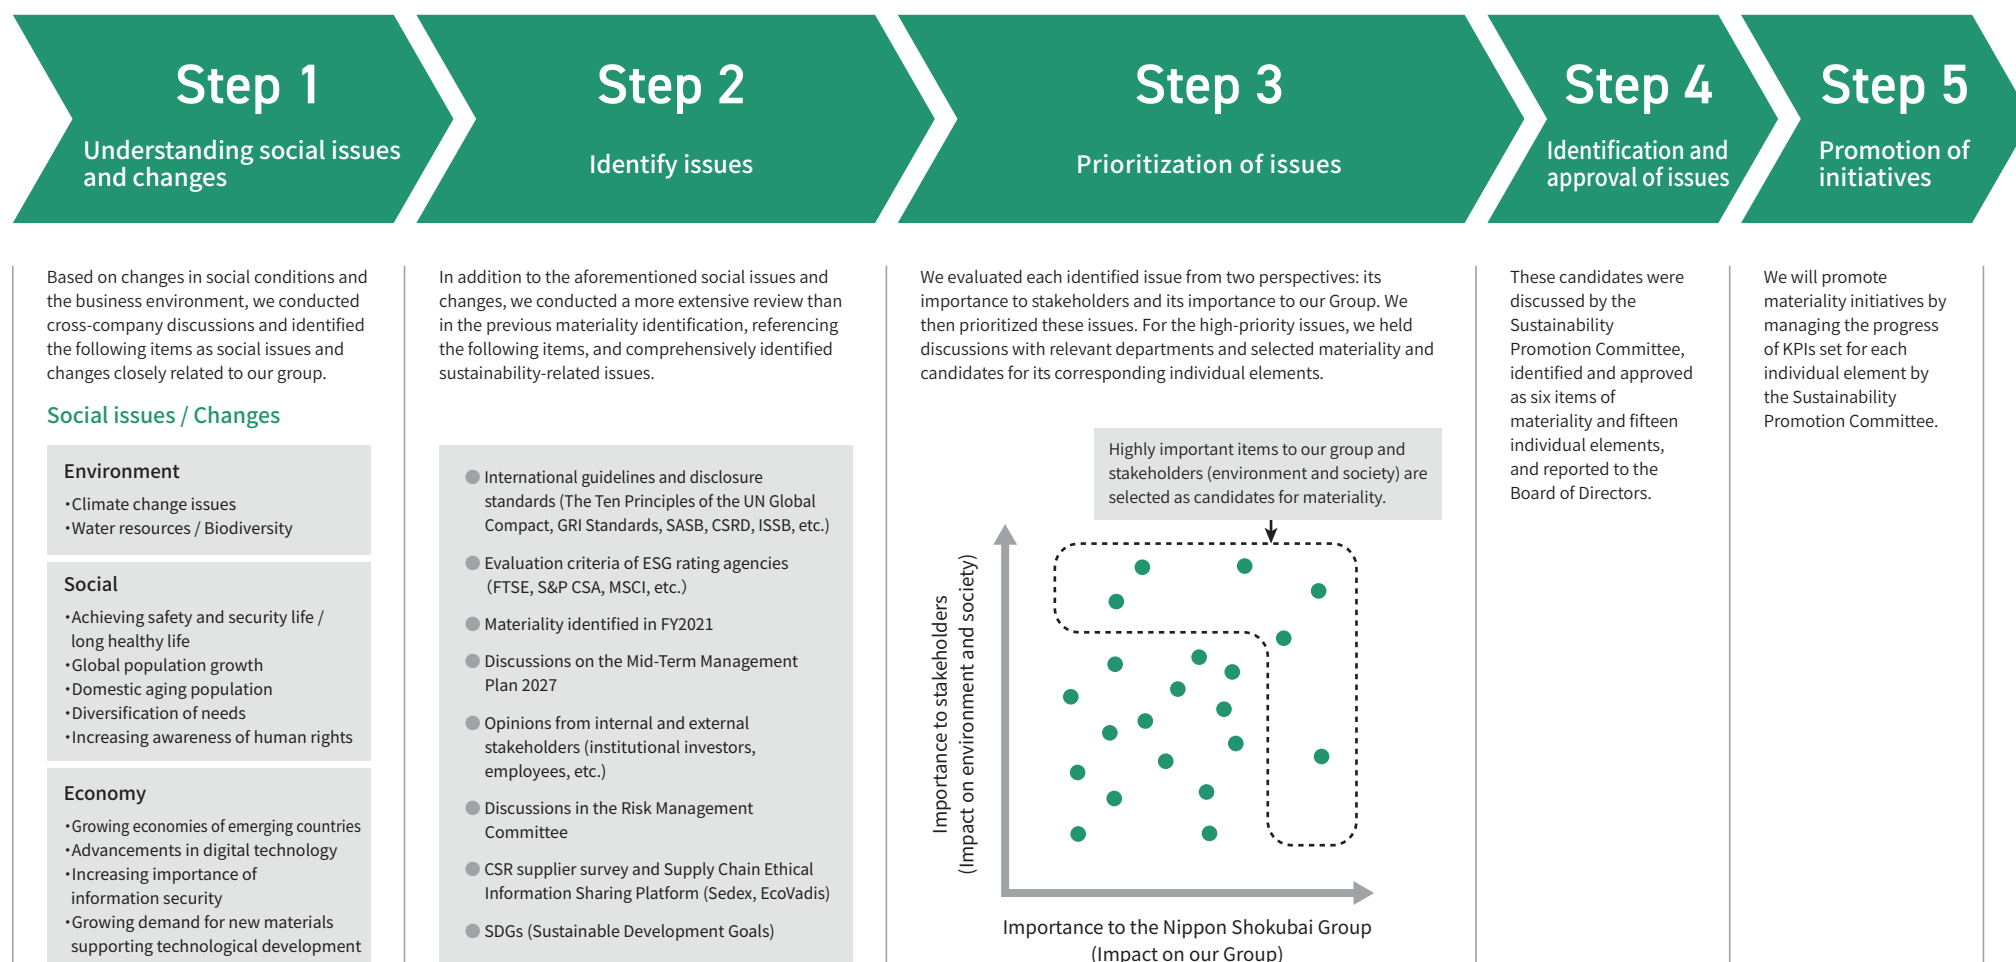 Step 1
Understanding social issues
and changes
Based on changes in social conditions and
the business environment, we conducted
cross-company discussions and identified
the following items as social issues and
changes closely related to our group.
Social issues / Changes
Environment
・Climate change issues
・Water resources / Biodiversity
Social
・Achieving safety and security life /
long healthy life
・Global population growth
・Domestic aging population
・Diversification of needs
・Increasing awareness of human rights
Economy
・Growing economies of emerging countries
・Advancements in digital technology
・Increasing importance of
information security
・Growing demand for new materials
supporting technological development
Step 2
Identify issues
In addition to the aforementioned social issues and
changes, we conducted a more extensive review than
in the previous materiality identification, referencing
the following items, and comprehensively identified
sustainability-related issues.
● International guidelines and disclosure
standards (The Ten Principles of the UN Global
Compact, GRI Standards, SASB, CSRD, ISSB, etc.)
● Evaluation criteria of ESG rating agencies
（FTSE, S&P CSA, MSCI, etc.）
● Materiality identified in FY2021
● Discussions on the Mid-Term Management
Plan 2027
● Opinions from internal and external
stakeholders (institutional investors,
employees, etc.)
● Discussions in the Risk Management
Committee
● CSR supplier survey and Supply Chain Ethical
Information Sharing Platform (Sedex, EcoVadis)
● SDGs (Sustainable Development Goals)
Step 3
Prioritization of issues
We evaluated each identified issue from two perspectives: its
importance to stakeholders and its importance to our Group. We
then prioritized these issues. For the high-priority issues, we held
discussions with relevant departments and selected materiality and
candidates for its corresponding individual elements.
Highly important items to our group and
stakeholders (environment and society) are
selected as candidates for materiality.
Importance to stakeholders
(Impact on environment and society)
Importance to the Nippon Shokubai Group
(Impact on our Group)
Step 4
Identification and
approval of issues
These candidates were
discussed by the
Sustainability
Promotion Committee,
identified and approved
as six items of
materiality and fifteen
individual elements,
and reported to the
Board of Directors.
Step 5
Promotion of
initiatives
We will promote
materiality initiatives by
managing the progress
of KPIs set for each
individual element by
the Sustainability
Promotion Committee.